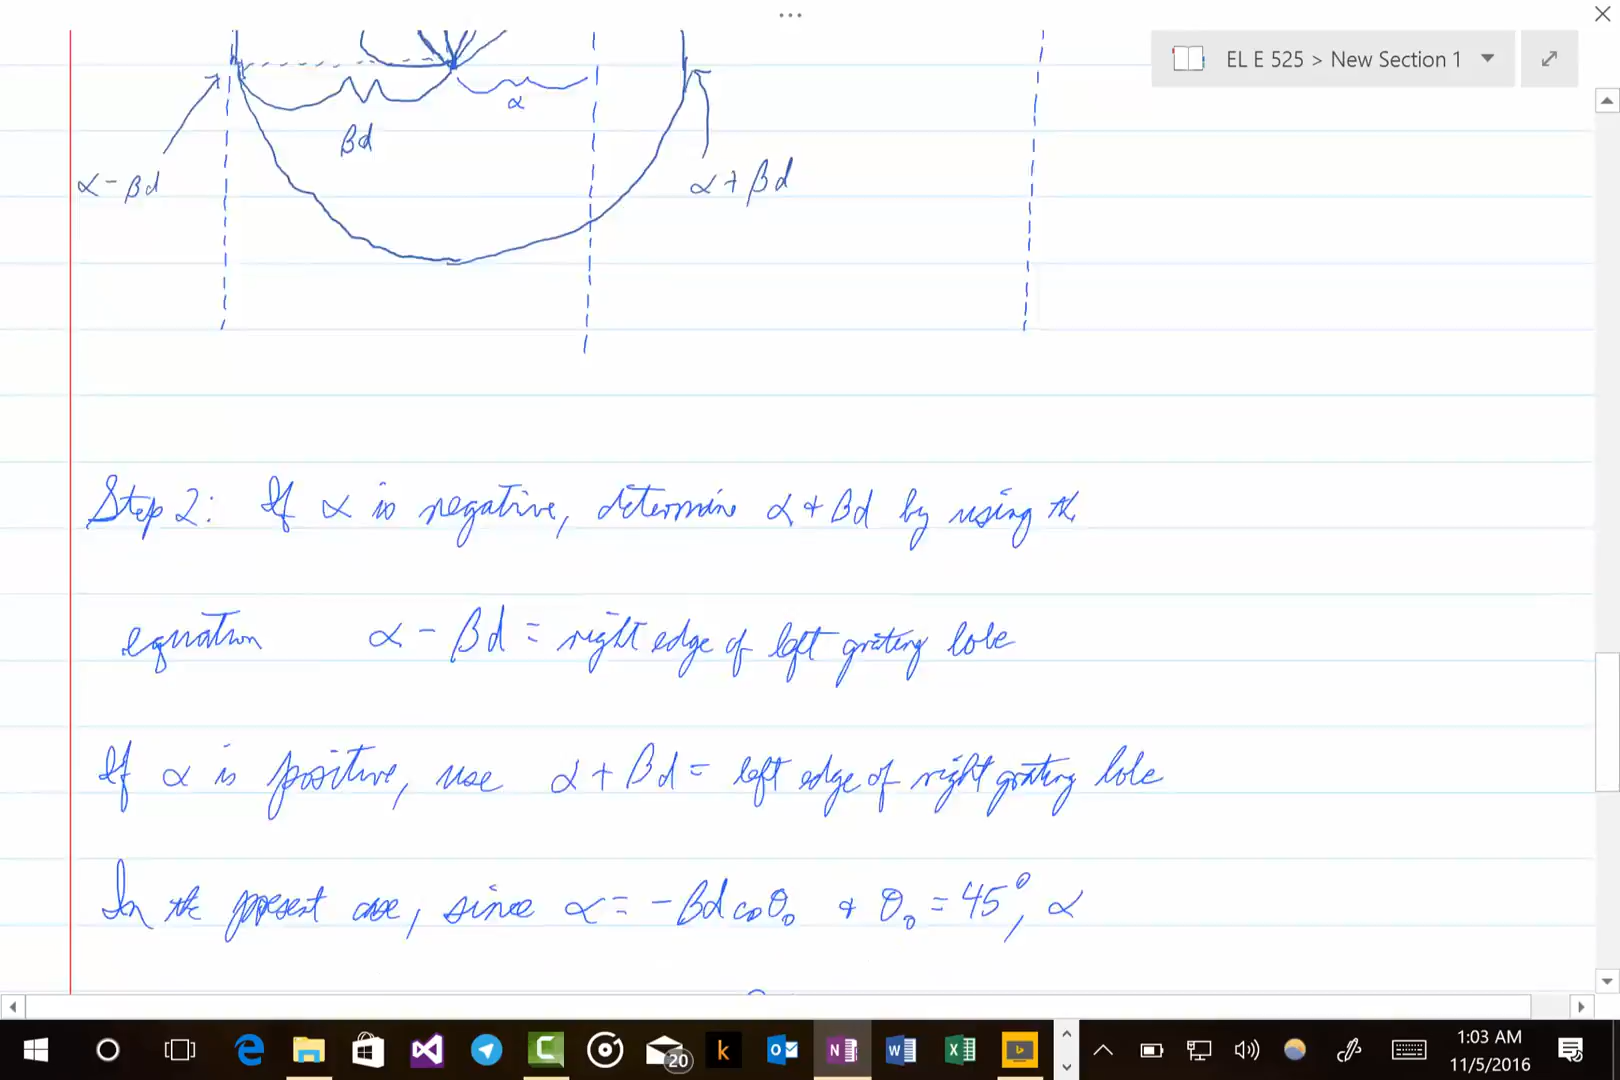 EL E 525 > New Section 1
α
βd
α - βd
α + βd
Step 2: If α is negative, determine α + βd by using the
equation α - βd = right edge of left grating lobe
If α is positive, use α + βd = left edge of right grating lobe
In the present case, since α = -βd cos θ₀ + θ₀ = 45°, α
20
1:03 AM
11/5/2016